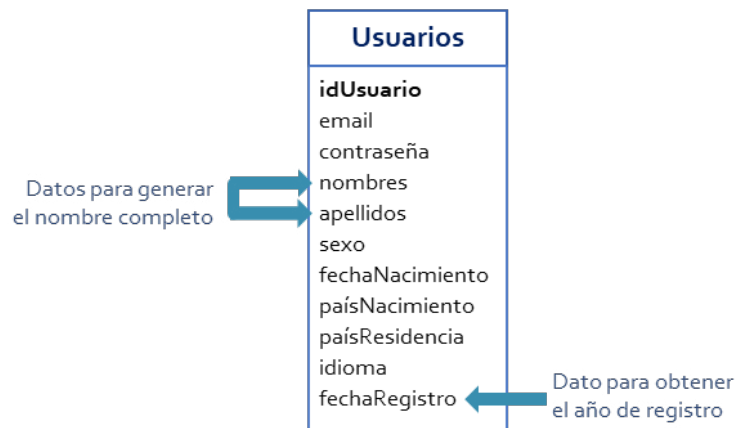 Usuarios
idUsuario
email
contraseña
nombres
apellidos
sexo
fechaNacimiento
paísNacimiento
paísResidencia
idioma
fechaRegistro
Datos para generar
el nombre completo
Dato para obtener
el año de registro